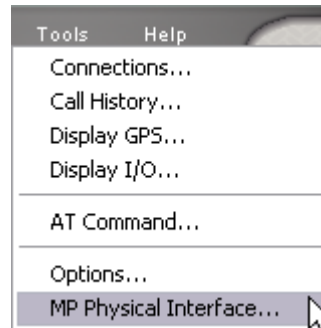 Tools Help
Connections...
Call History...
Display GPS...
Display I/O...
AT Command...
Options...
MP Physical Interface...